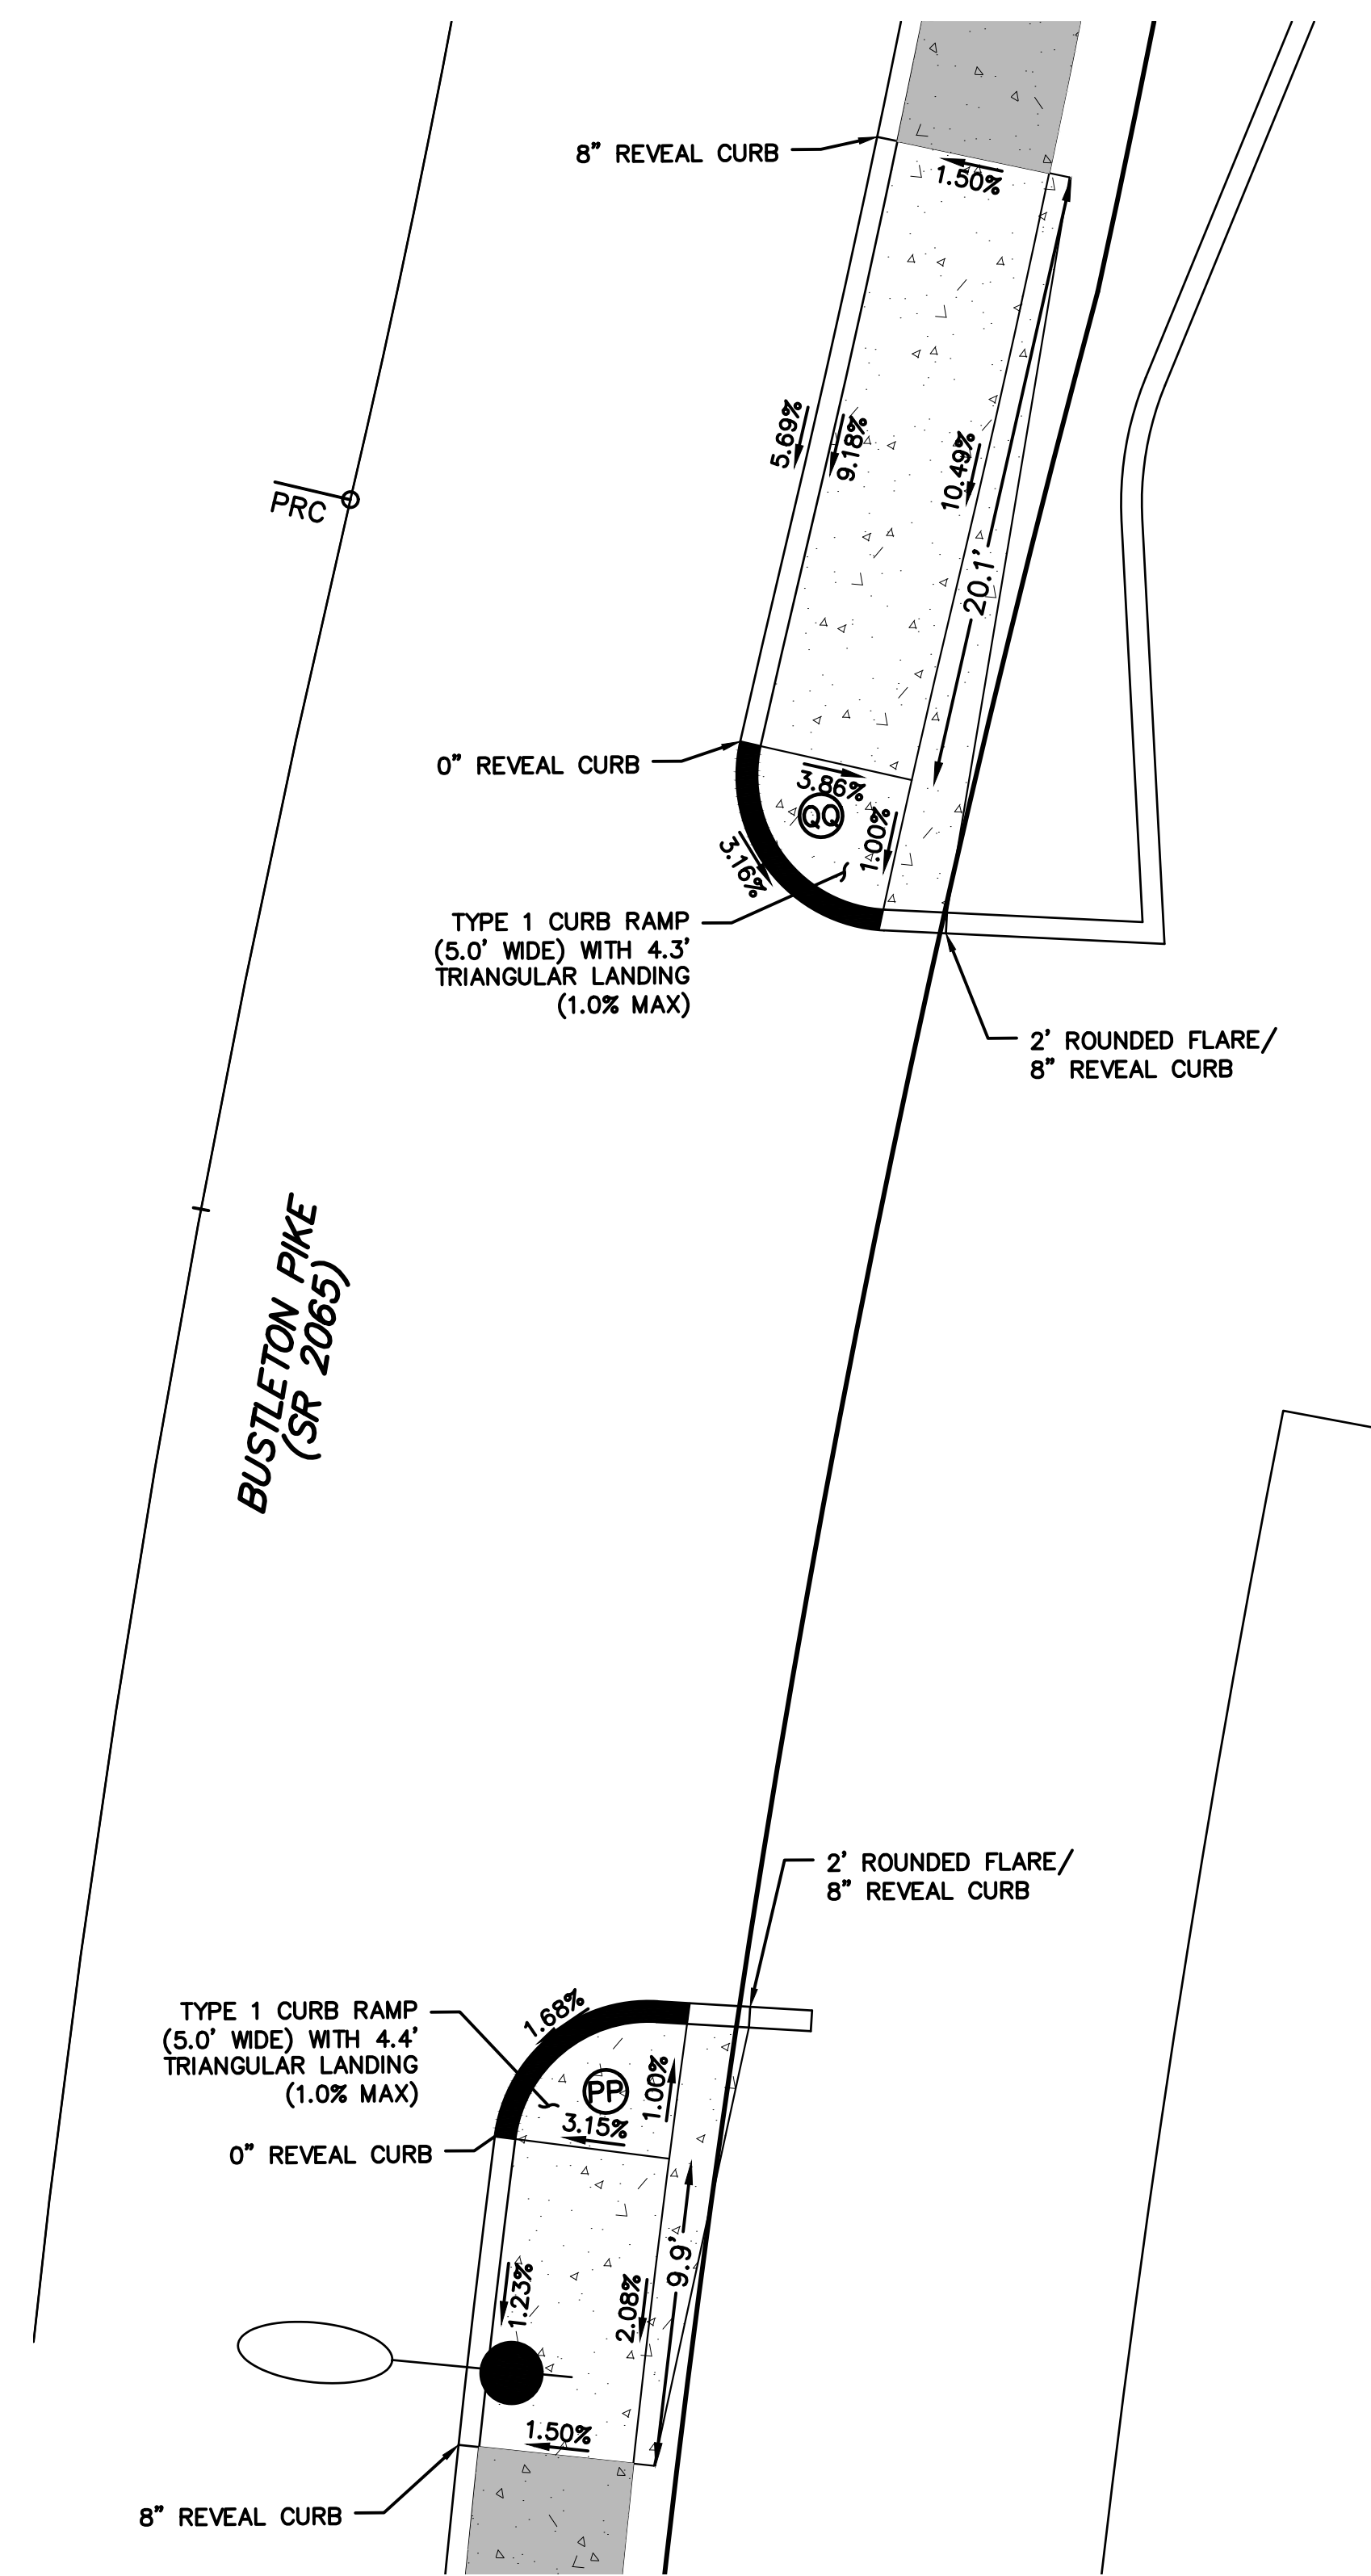 8" REVEAL CURB
1.50%
5.69%
9.18%
10.49%
PRC
20.1'
0" REVEAL CURB
3.86%
QQ
1.00%
3.16%
TYPE 1 CURB RAMP
(5.0' WIDE) WITH 4.3'
TRIANGULAR LANDING
(1.0% MAX)
2' ROUNDED FLARE/
8" REVEAL CURB
BUSTLETON PIKE
(SR 2065)
2' ROUNDED FLARE/
8" REVEAL CURB
1.68%
TYPE 1 CURB RAMP
(5.0' WIDE) WITH 4.4'
TRIANGULAR LANDING
(1.0% MAX)
PP
1.00%
3.15%
0" REVEAL CURB
9.9'
1.23%
2.08%
1.50%
8" REVEAL CURB